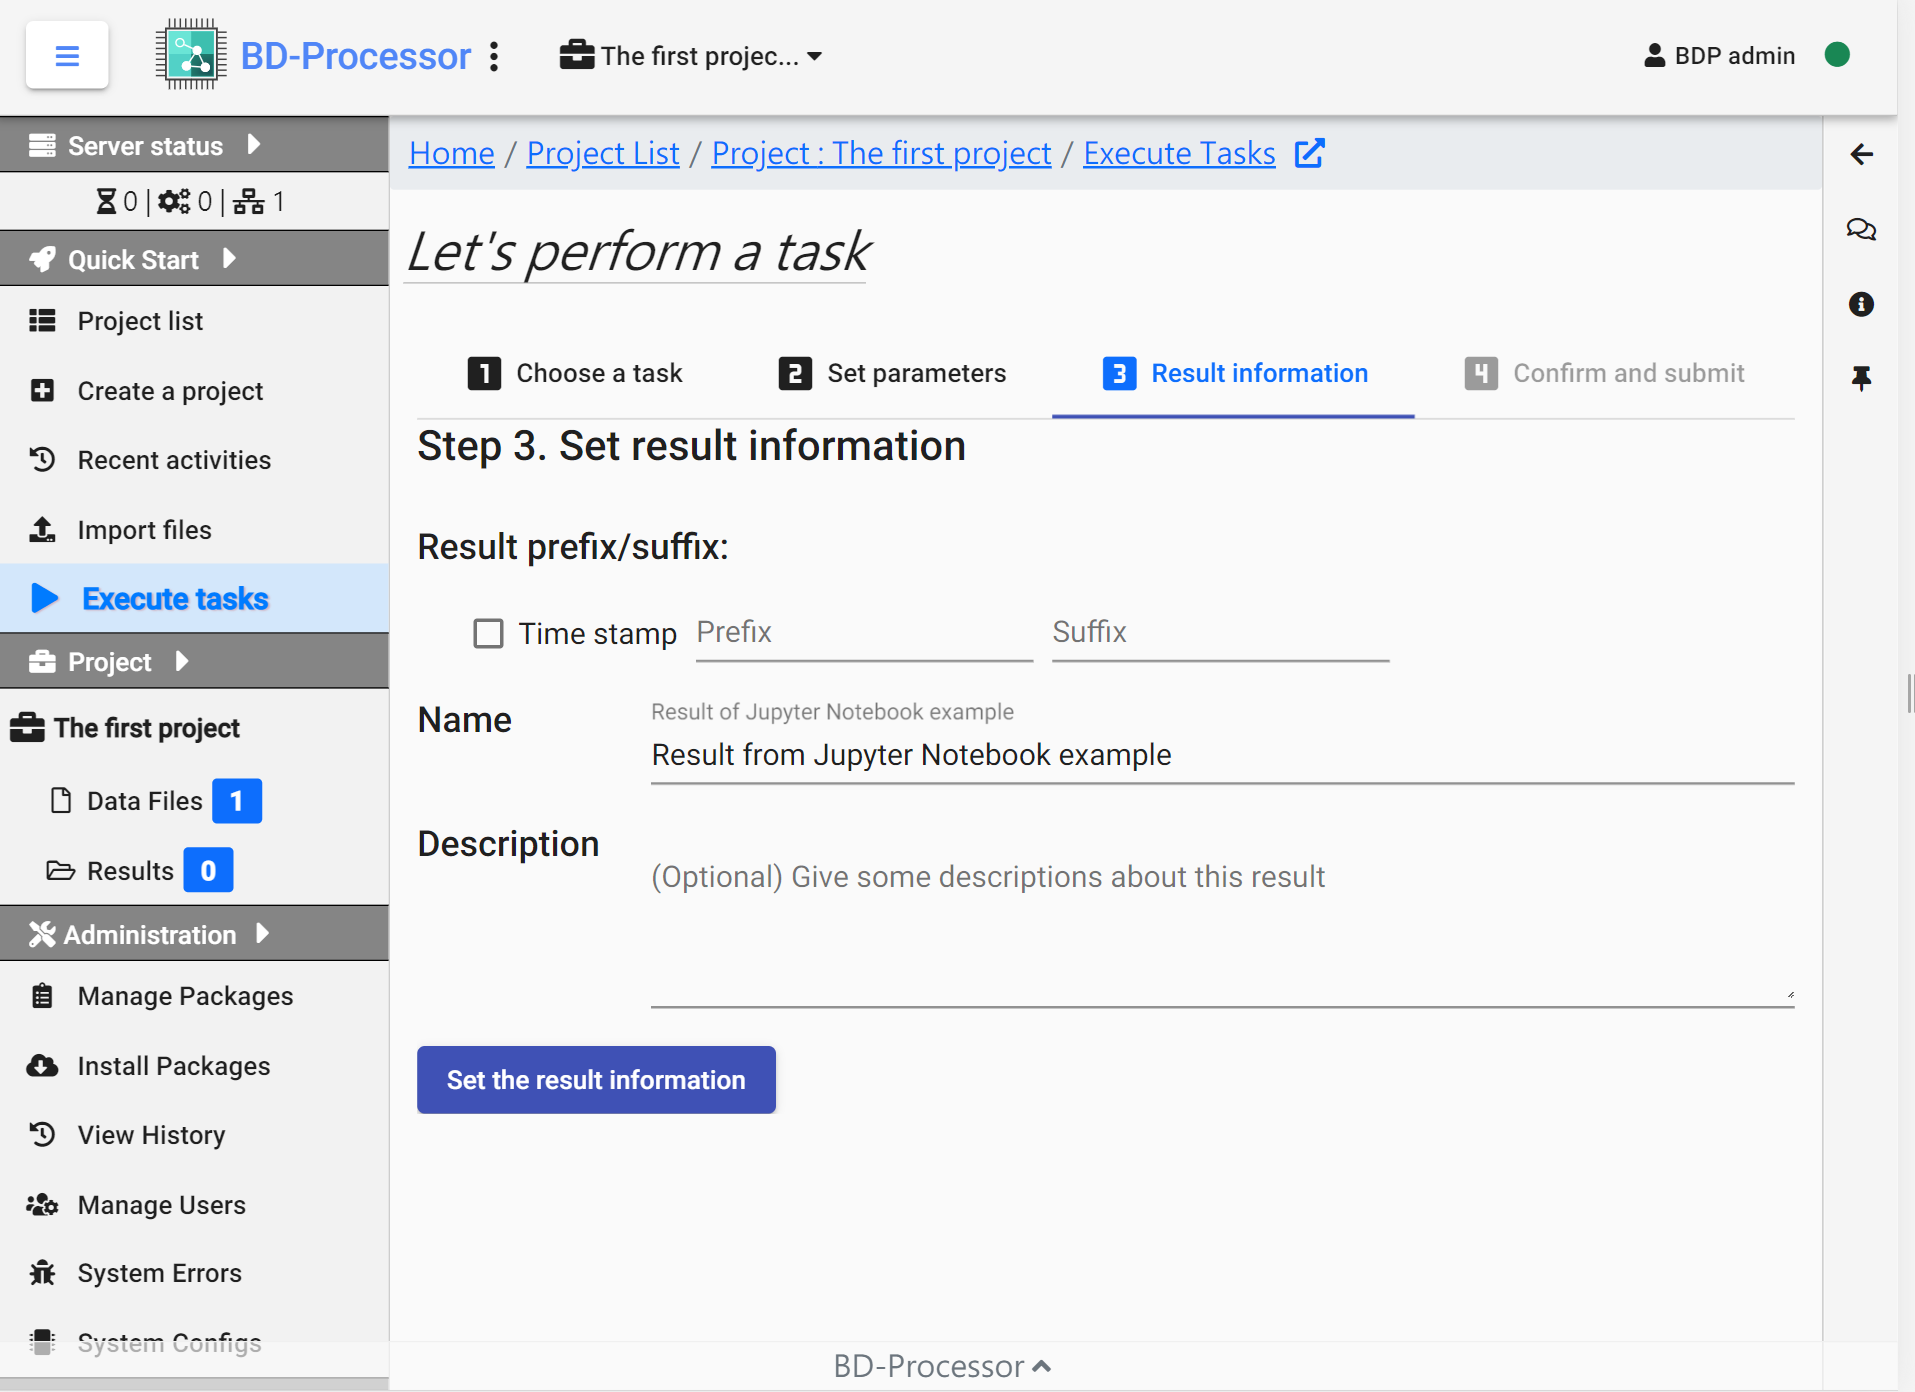 BD-Processor
The first projec...
BDP admin
Server status
0 | 0 | 1
Quick Start
Project list
Create a project
Recent activities
Import files
Execute tasks
Project
The first project
Data Files 1
Results 0
Administration
Manage Packages
Install Packages
View History
Manage Users
System Errors
System Configs
Home / Project List / Project : The first project / Execute Tasks
Let's perform a task
1 Choose a task
2 Set parameters
3 Result information
4 Confirm and submit
Step 3. Set result information
Result prefix/suffix:
Time stamp Prefix Suffix
Name
Result of Jupyter Notebook example
Result from Jupyter Notebook example
Description
(Optional) Give some descriptions about this result
Set the result information
BD-Processor